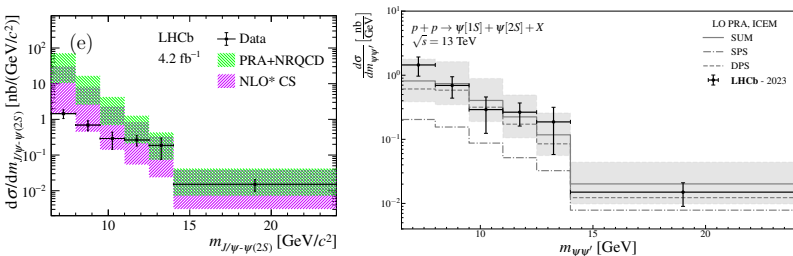 (e)
LHCb
4.2 fb⁻¹
Data
PRA+NRQCD
NLO* CS
dσ/dm_{J/ψ-ψ(2S)} [nb/(GeV/c²)]
10²
10
1
10⁻¹
10⁻²
10
15
20
m_{J/ψ-ψ(2S)} [GeV/c²]
p + p → ψ[1S] + ψ[2S] + X
√s = 13 TeV
LO PRA, ICEM
SUM
SPS
DPS
LHCb - 2023
dσ/dm_{ψψ′} [nb/GeV]
10¹
10⁰
10⁻¹
10⁻²
10
15
20
m_{ψψ′} [GeV]